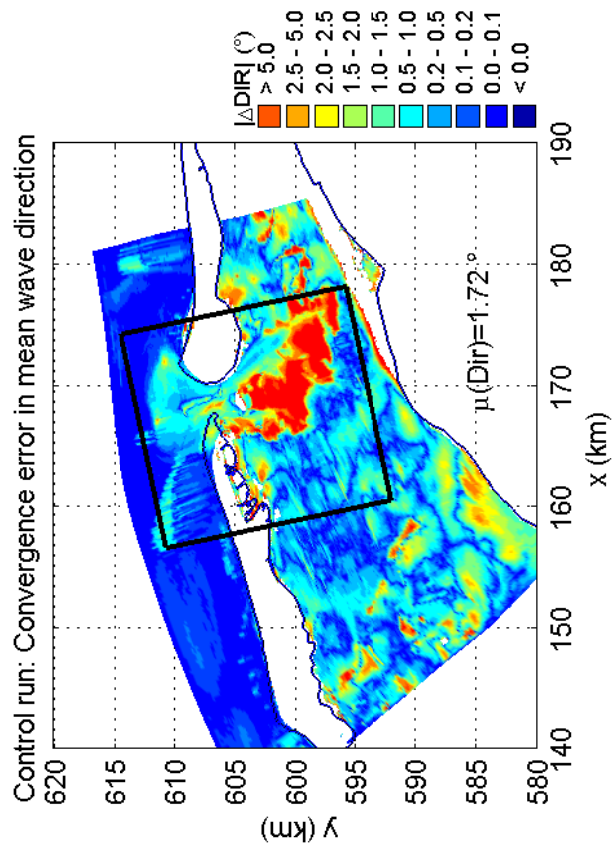 Control run: Convergence error in mean wave direction
|△DIR| (°)
> 5.0
2.5 - 5.0
2.0 - 2.5
1.5 - 2.0
1.0 - 1.5
0.5 - 1.0
0.2 - 0.5
0.1 - 0.2
0.0 - 0.1
< 0.0
620
610
600
595
590
585
580
y (km)
μ(Dir)=1.72°
140
150
160
170
180
190
x (km)